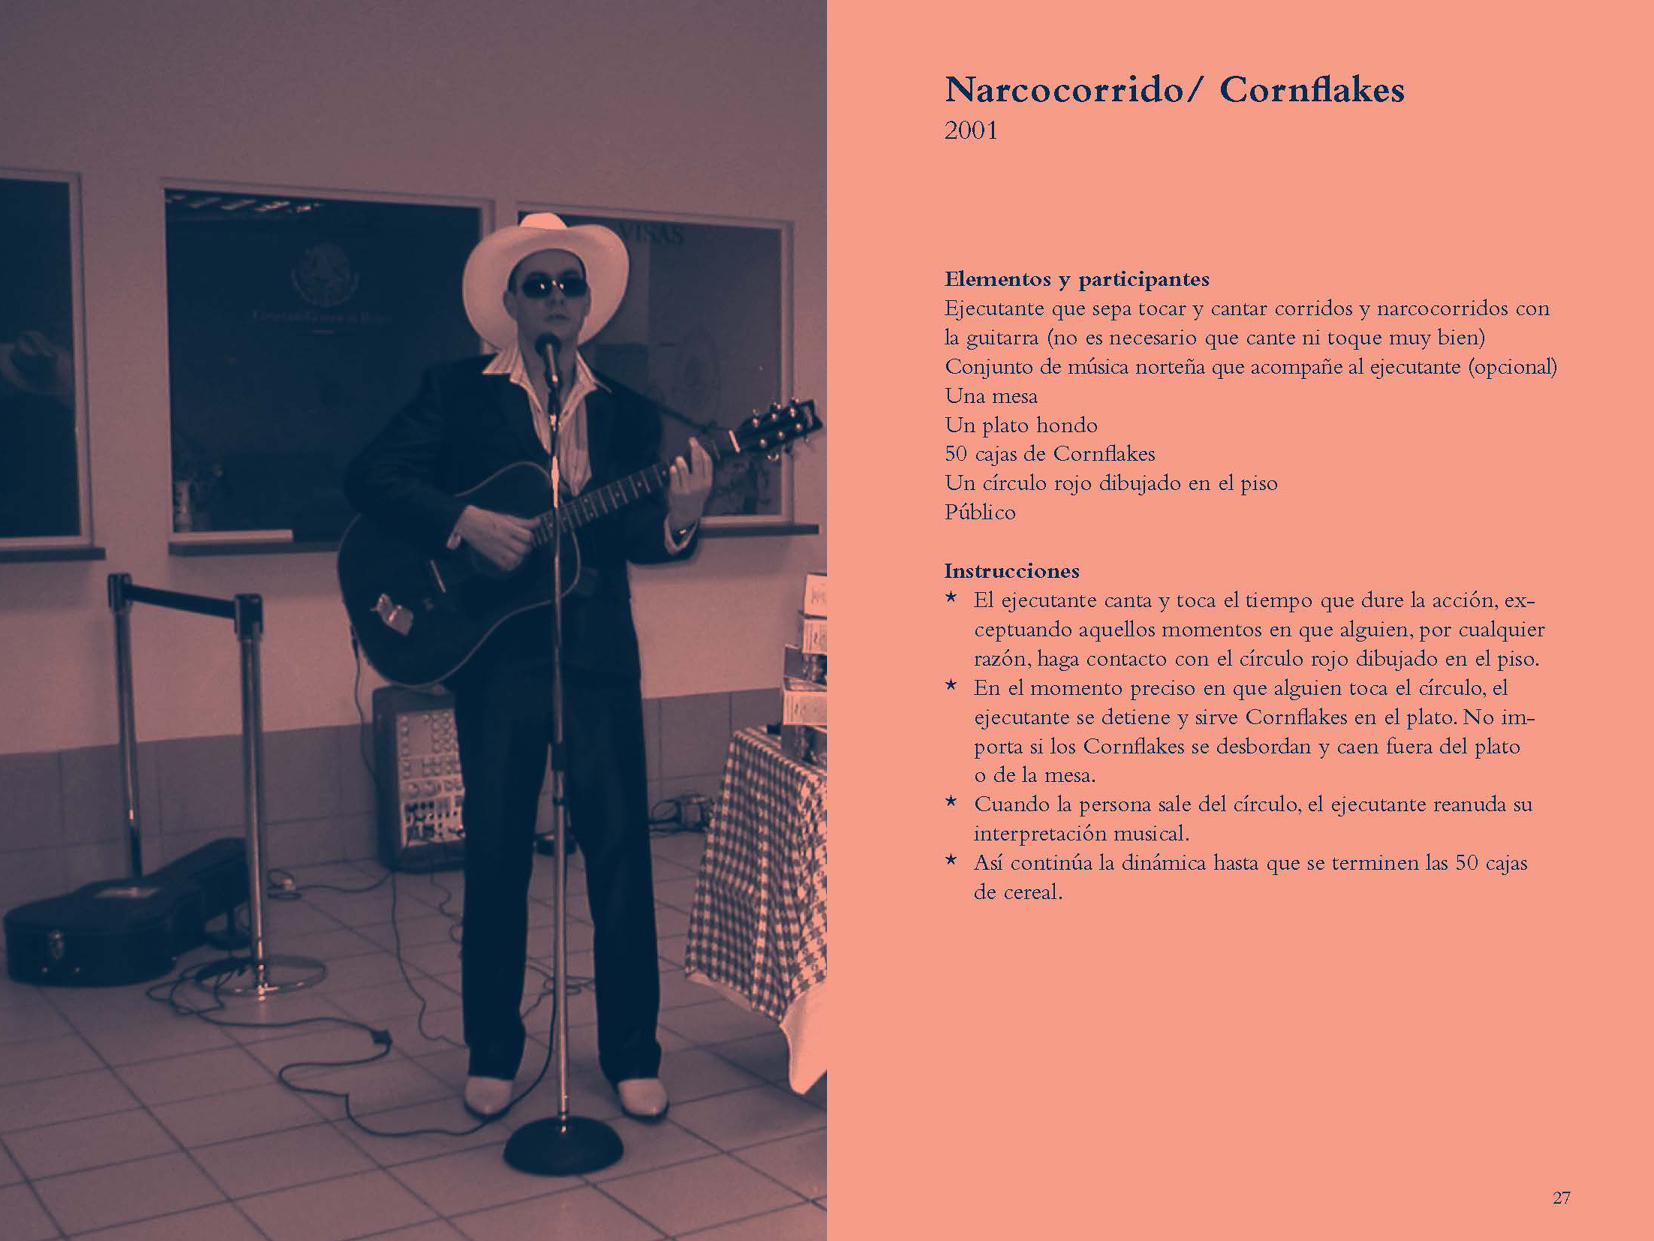 VISAS
Narcocorrido/ Cornflakes
2001
Elementos y participantes
Ejecutante que sepa tocar y cantar corridos y narcocorridos con
la guitarra (no es necesario que cante ni toque muy bien)
Conjunto de música norteña que acompañe al ejecutante (opcional)
Una mesa
Un plato hondo
50 cajas de Cornflakes
Un círculo rojo dibujado en el piso
Público
Instrucciones
* El ejecutante canta y toca el tiempo que dure la acción, ex-
ceptuando aquellos momentos en que alguien, por cualquier
razón, haga contacto con el círculo rojo dibujado en el piso.
* En el momento preciso en que alguien toca el círculo, el
ejecutante se detiene y sirve Cornflakes en el plato. No im-
porta si los Cornflakes se desbordan y caen fuera del plato
o de la mesa.
* Cuando la persona sale del círculo, el ejecutante reanuda su
interpretación musical.
* Así continúa la dinámica hasta que se terminen las 50 cajas
de cereal.
27